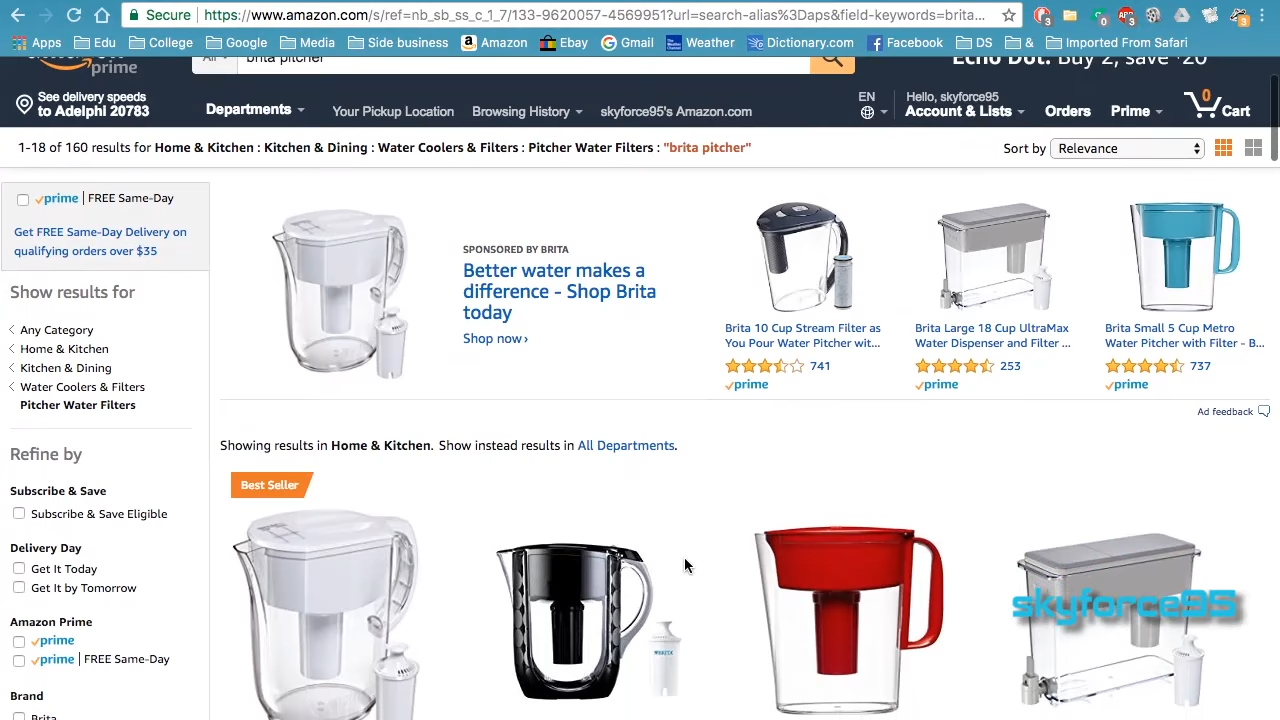 Secure https://www.amazon.com/s/ref=nb_sb_ss_c_1_7/133-9620057-4569951?url=search-alias%3Daps&field-keywords=brita...
3 0 ABP 3 3
Apps Edu College Google Media Side business Amazon Ebay Gmail Weather Dictionary.com Facebook DS & Imported From Safari
prime All brita pitcher Echo Dot. Buy 2, save $20
See delivery speeds
to Adelphi 20783
Departments Your Pickup Location Browsing History skyforce95's Amazon.com
EN Hello, skyforce95
Account & Lists Orders Prime 0 Cart
1-18 of 160 results for Home & Kitchen : Kitchen & Dining : Water Coolers & Filters : Pitcher Water Filters : "brita pitcher"
Sort by Relevance
prime | FREE Same-Day
Get FREE Same-Day Delivery on
qualifying orders over $35
Show results for
Any Category
Home & Kitchen
Kitchen & Dining
Water Coolers & Filters
Pitcher Water Filters
Refine by
Subscribe & Save
Subscribe & Save Eligible
Delivery Day
Get It Today
Get It by Tomorrow
Amazon Prime
prime
prime | FREE Same-Day
Brand
Brita
SPONSORED BY BRITA
Better water makes a
difference - Shop Brita
today
Shop now›
Brita 10 Cup Stream Filter as
You Pour Water Pitcher wit...
741
prime
Brita Large 18 Cup UltraMax
Water Dispenser and Filter ...
253
prime
Brita Small 5 Cup Metro
Water Pitcher with Filter - B...
737
prime
Ad feedback
Showing results in Home & Kitchen. Show instead results in All Departments.
Best Seller
BRITA
skyforce95